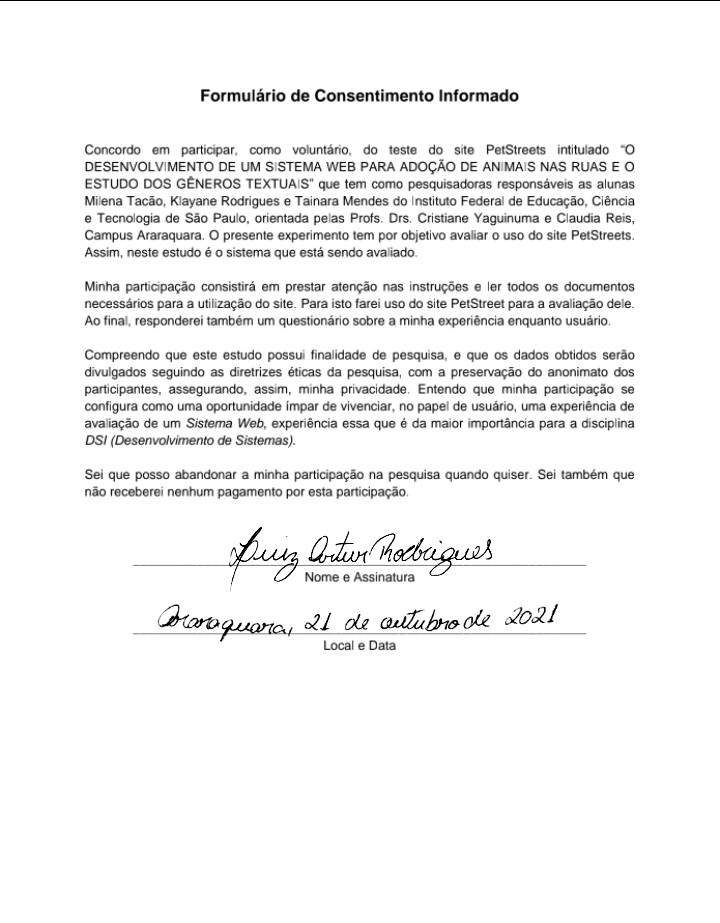 Formulário de Consentimento Informado
Concordo em participar, como voluntário, do teste do site PetStreets intitulado “O
DESENVOLVIMENTO DE UM SISTEMA WEB PARA ADOÇÃO DE ANIMAIS NAS RUAS E O
ESTUDO DOS GÊNEROS TEXTUAIS” que tem como pesquisadoras responsáveis as alunas
Milena Tacão, Klayane Rodrigues e Tainara Mendes do Instituto Federal de Educação, Ciência
e Tecnologia de São Paulo, orientada pelas Profs. Drs. Cristiane Yaguinuma e Claudia Reis,
Campus Araraquara. O presente experimento tem por objetivo avaliar o uso do site PetStreets.
Assim, neste estudo é o sistema que está sendo avaliado.
Minha participação consistirá em prestar atenção nas instruções e ler todos os documentos
necessários para a utilização do site. Para isto farei uso do site PetStreet para a avaliação dele.
Ao final, responderei também um questionário sobre a minha experiência enquanto usuário.
Compreendo que este estudo possui finalidade de pesquisa, e que os dados obtidos serão
divulgados seguindo as diretrizes éticas da pesquisa, com a preservação do anonimato dos
participantes, assegurando, assim, minha privacidade. Entendo que minha participação se
configura como uma oportunidade ímpar de vivenciar, no papel de usuário, uma experiência de
avaliação de um Sistema Web, experiência essa que é da maior importância para a disciplina
DSI (Desenvolvimento de Sistemas).
Sei que posso abandonar a minha participação na pesquisa quando quiser. Sei também que
não receberei nenhum pagamento por esta participação.
Luiz Artur Rodrigues
Nome e Assinatura
Araraquara, 21 de outubro de 2021
Local e Data